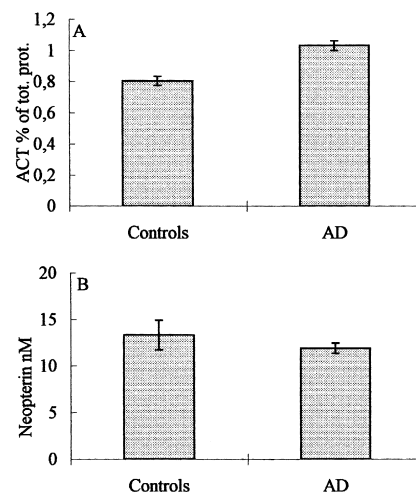 A
ACT % of tot. prot.
1,2
1
0,8
0,6
0,4
0,2
0
Controls AD
B
Neopterin nM
20
15
10
5
0
Controls AD